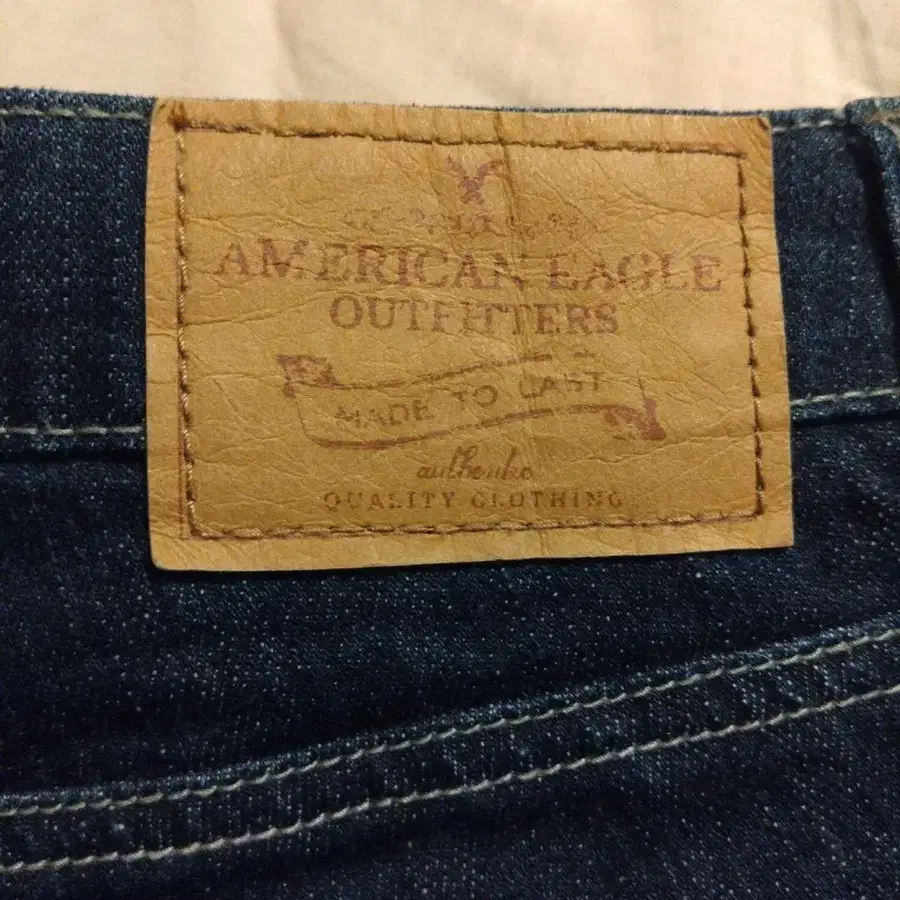 AMERICAN EAGLE
OUTFITTERS
MADE TO LAST
authentic
QUALITY CLOTHING